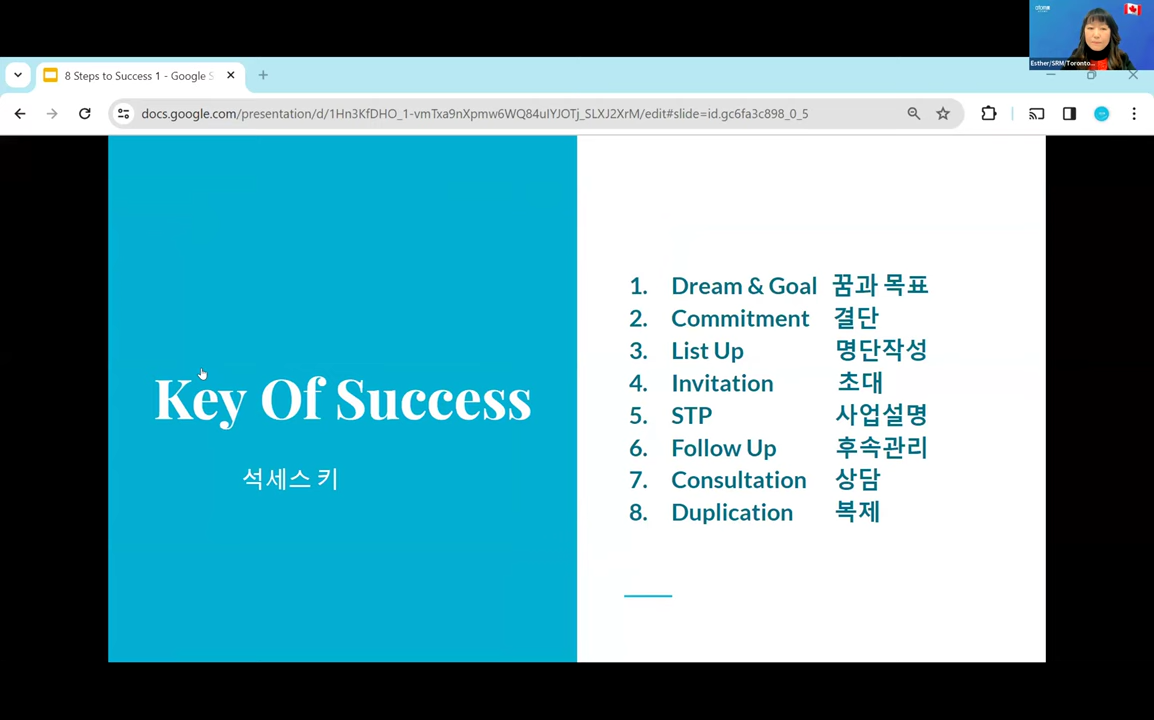 Esther/SRM/Toronto...
8 Steps to Success 1 - Google S
docs.google.com/presentation/d/1Hn3KfDHO_1-vmTxa9nXpmw6WQ84uIYJOTj_SLXJ2XrM/edit#slide=id.gc6fa3c898_0_5
Key Of Success
석세스 키
1. Dream & Goal 꿈과 목표
2. Commitment 결단
3. List Up 명단작성
4. Invitation 초대
5. STP 사업설명
6. Follow Up 후속관리
7. Consultation 상담
8. Duplication 복제